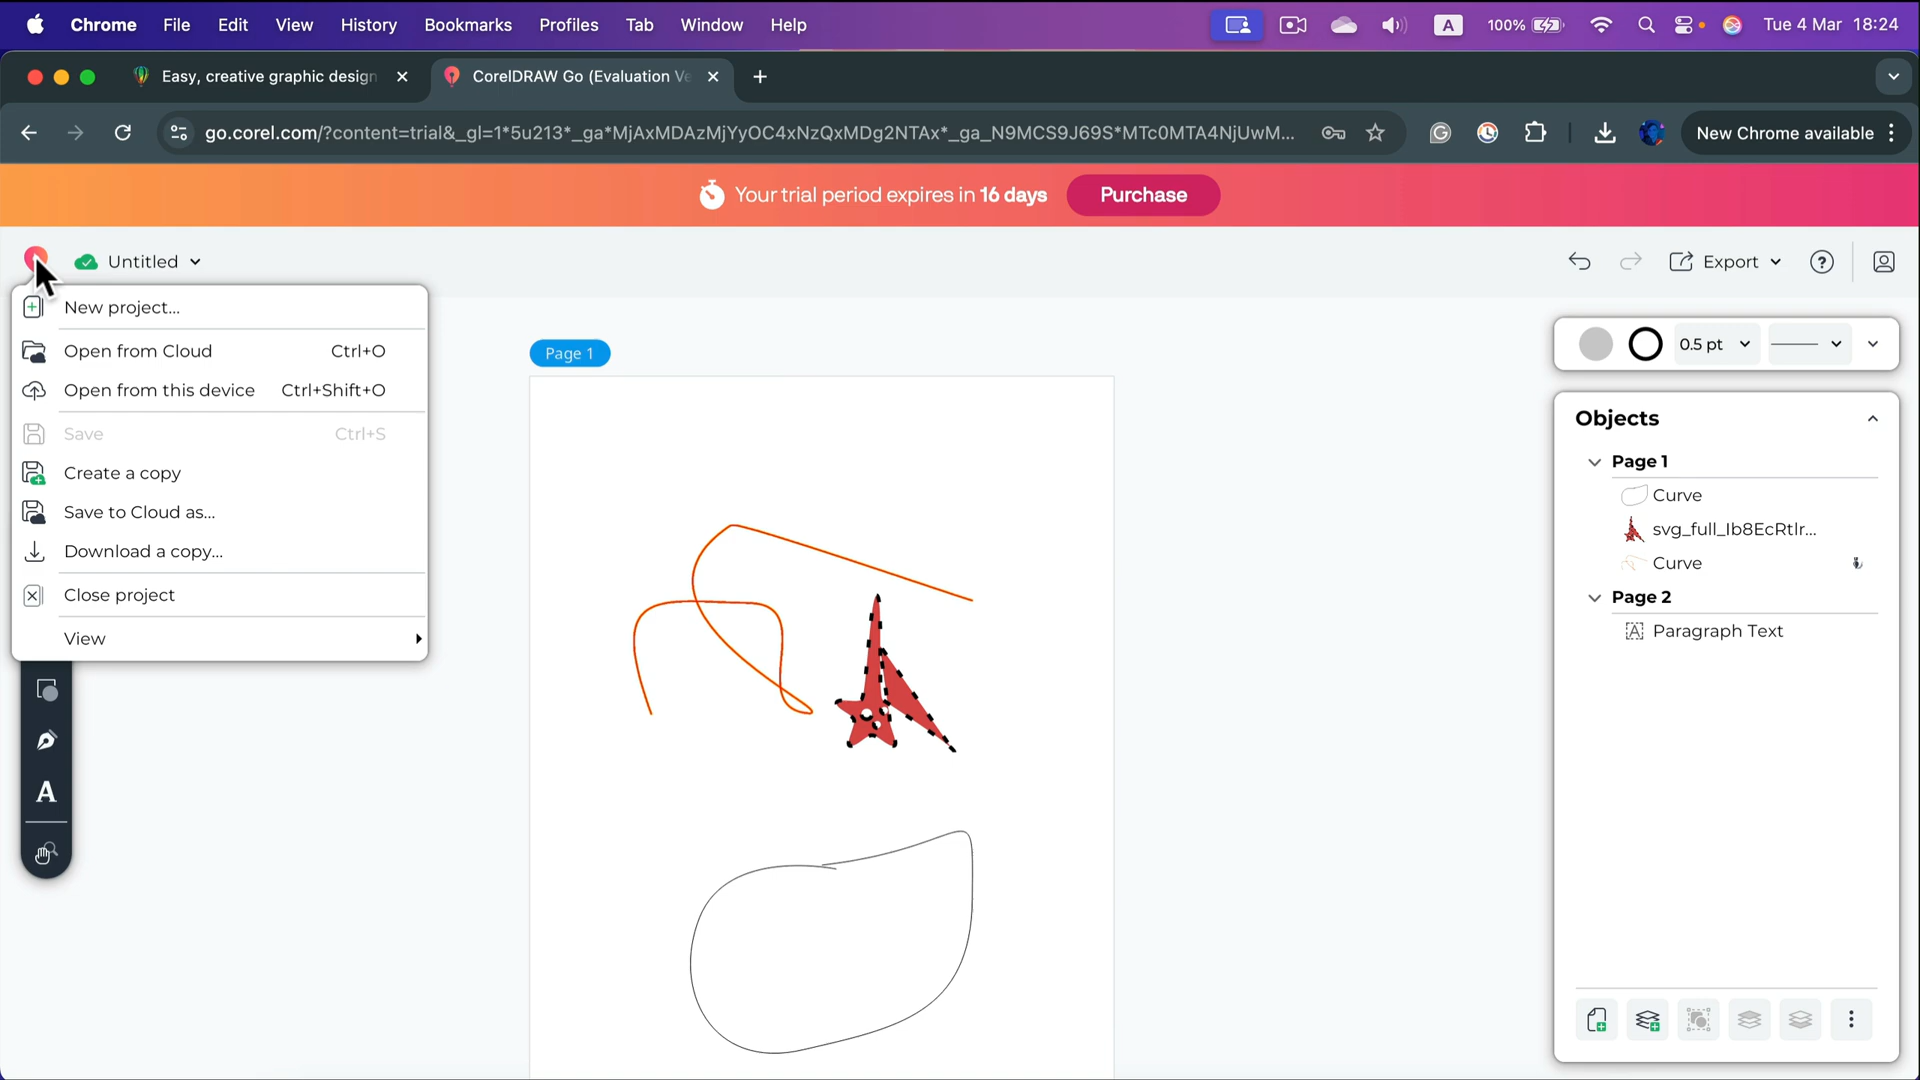 Chrome File Edit View History Bookmarks Profiles Tab Window Help A 100% Tue 4 Mar 18:24
Easy, creative graphic design CorelDRAW Go (Evaluation Ve
go.corel.com/?content=trial&_gl=1*5u213*_ga*MjAxMDAzMjYyOC4xNzQxMDg2NTAx*_ga_N9MCS9J69S*MTc0MTA4NjUwM... New Chrome available
Your trial period expires in 16 days Purchase
Untitled Export ?
New project...
Open from Cloud Ctrl+O
Open from this device Ctrl+Shift+O
Save Ctrl+S
Create a copy
Save to Cloud as...
Download a copy...
Close project
View
A
Page 1
0.5 pt
Objects
Page 1
Curve
svg_full_Ib8EcRtlr...
Curve
Page 2
A Paragraph Text